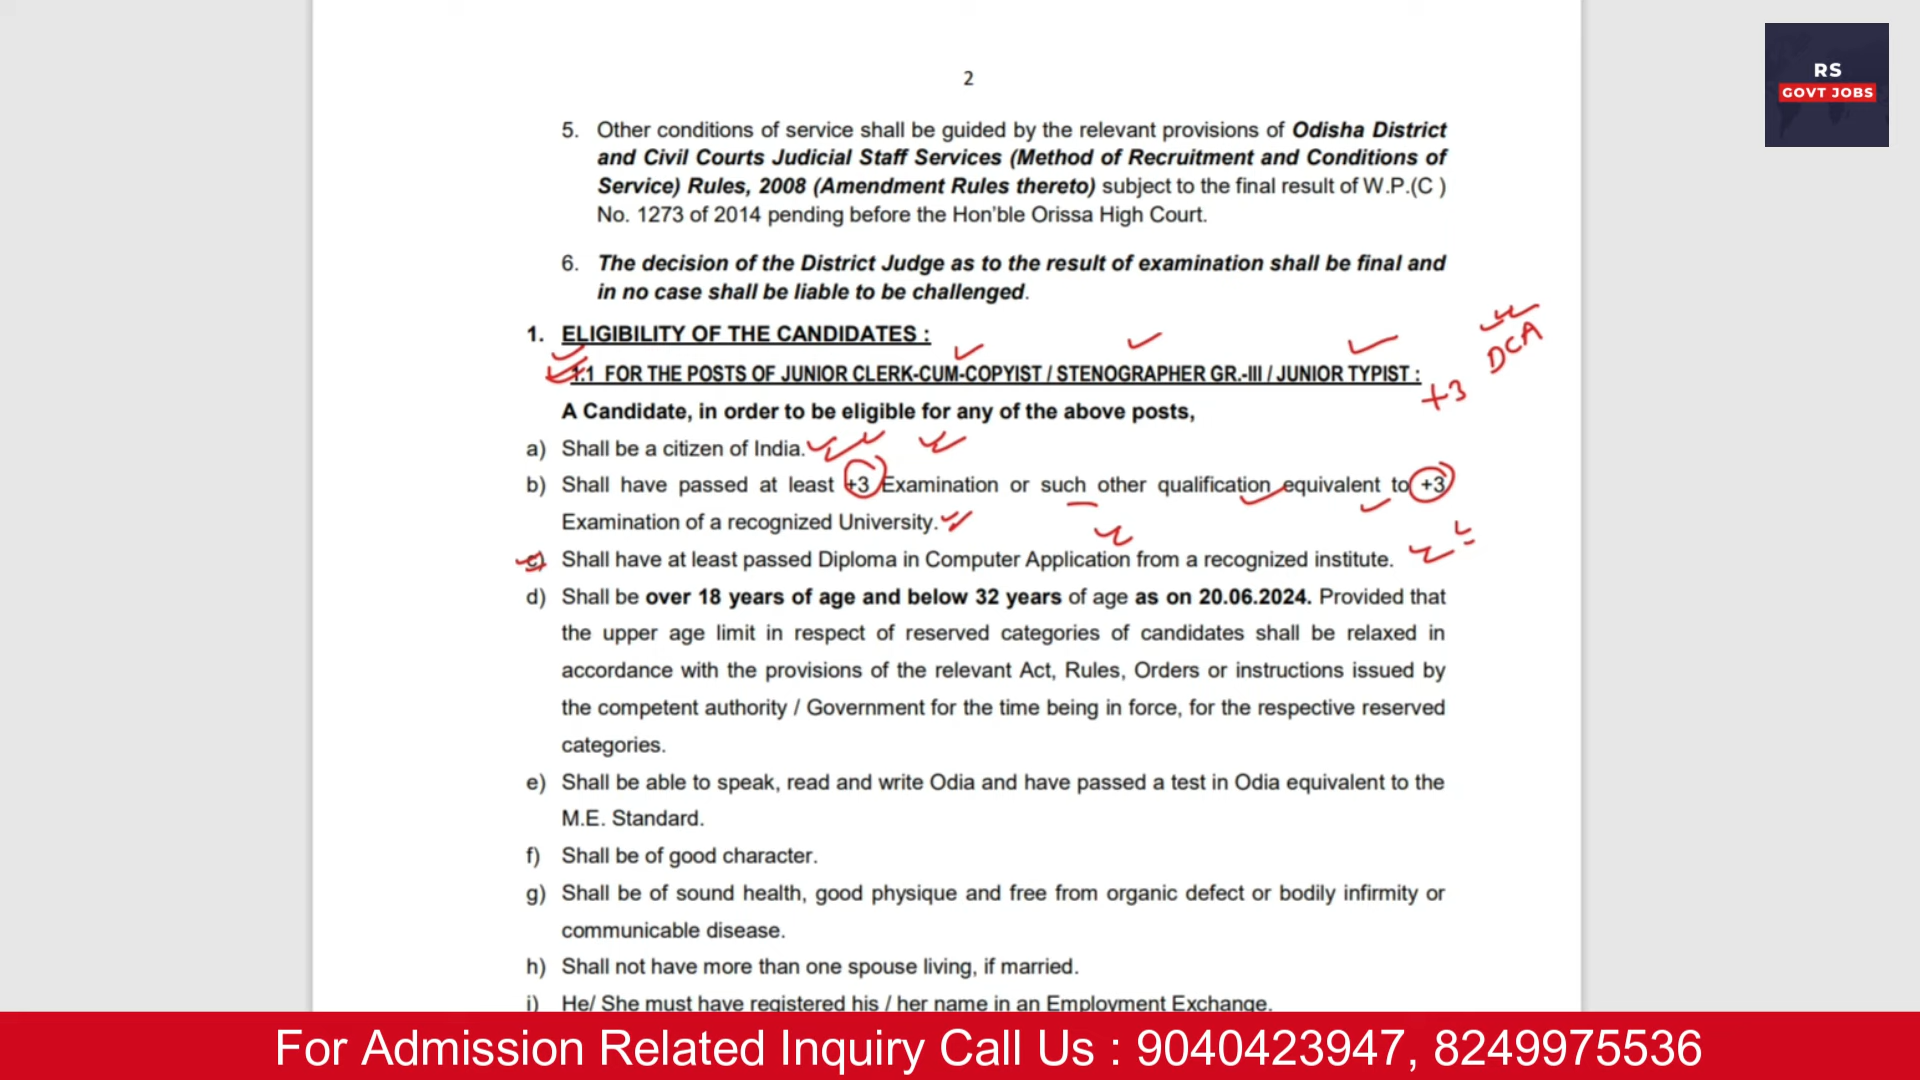 RS
GOVT JOBS
2
5. Other conditions of service shall be guided by the relevant provisions of Odisha District
and Civil Courts Judicial Staff Services (Method of Recruitment and Conditions of
Service) Rules, 2008 (Amendment Rules thereto) subject to the final result of W.P.(C )
No. 1273 of 2014 pending before the Hon'ble Orissa High Court.
6. The decision of the District Judge as to the result of examination shall be final and
in no case shall be liable to be challenged.
1. ELIGIBILITY OF THE CANDIDATES :
DCA
1.1 FOR THE POSTS OF JUNIOR CLERK-CUM-COPYIST / STENOGRAPHER GR.-III / JUNIOR TYPIST :
+3
A Candidate, in order to be eligible for any of the above posts,
a) Shall be a citizen of India.
b) Shall have passed at least +3 Examination or such other qualification equivalent to +3
Examination of a recognized University.
c) Shall have at least passed Diploma in Computer Application from a recognized institute.
d) Shall be over 18 years of age and below 32 years of age as on 20.06.2024. Provided that
the upper age limit in respect of reserved categories of candidates shall be relaxed in
accordance with the provisions of the relevant Act, Rules, Orders or instructions issued by
the competent authority / Government for the time being in force, for the respective reserved
categories.
e) Shall be able to speak, read and write Odia and have passed a test in Odia equivalent to the
M.E. Standard.
f) Shall be of good character.
g) Shall be of sound health, good physique and free from organic defect or bodily infirmity or
communicable disease.
h) Shall not have more than one spouse living, if married.
i) He/ She must have registered his / her name in an Employment Exchange.
For Admission Related Inquiry Call Us : 9040423947, 8249975536